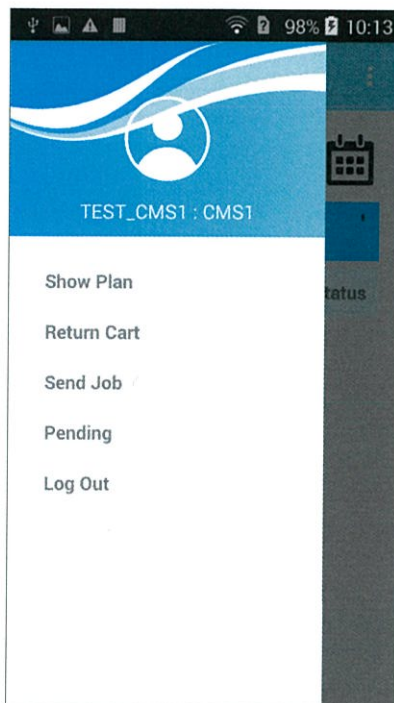 98% 10:13
TEST_CMS1 : CMS1
Show Plan
tatus
Return Cart
Send Job
Pending
Log Out